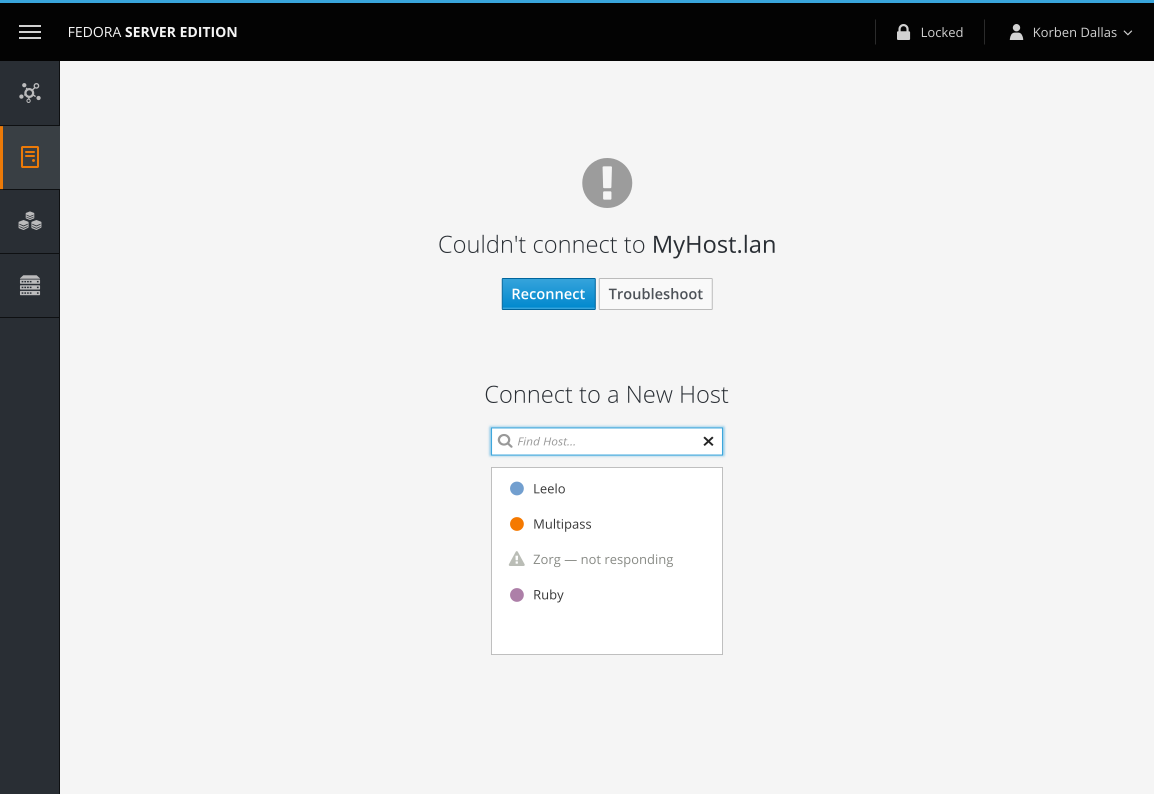 FEDORA SERVER EDITION
Locked
Korben Dallas
Couldn't connect to MyHost.lan
Reconnect
Troubleshoot
Connect to a New Host
Find Host...
Leelo
Multipass
Zorg — not responding
Ruby